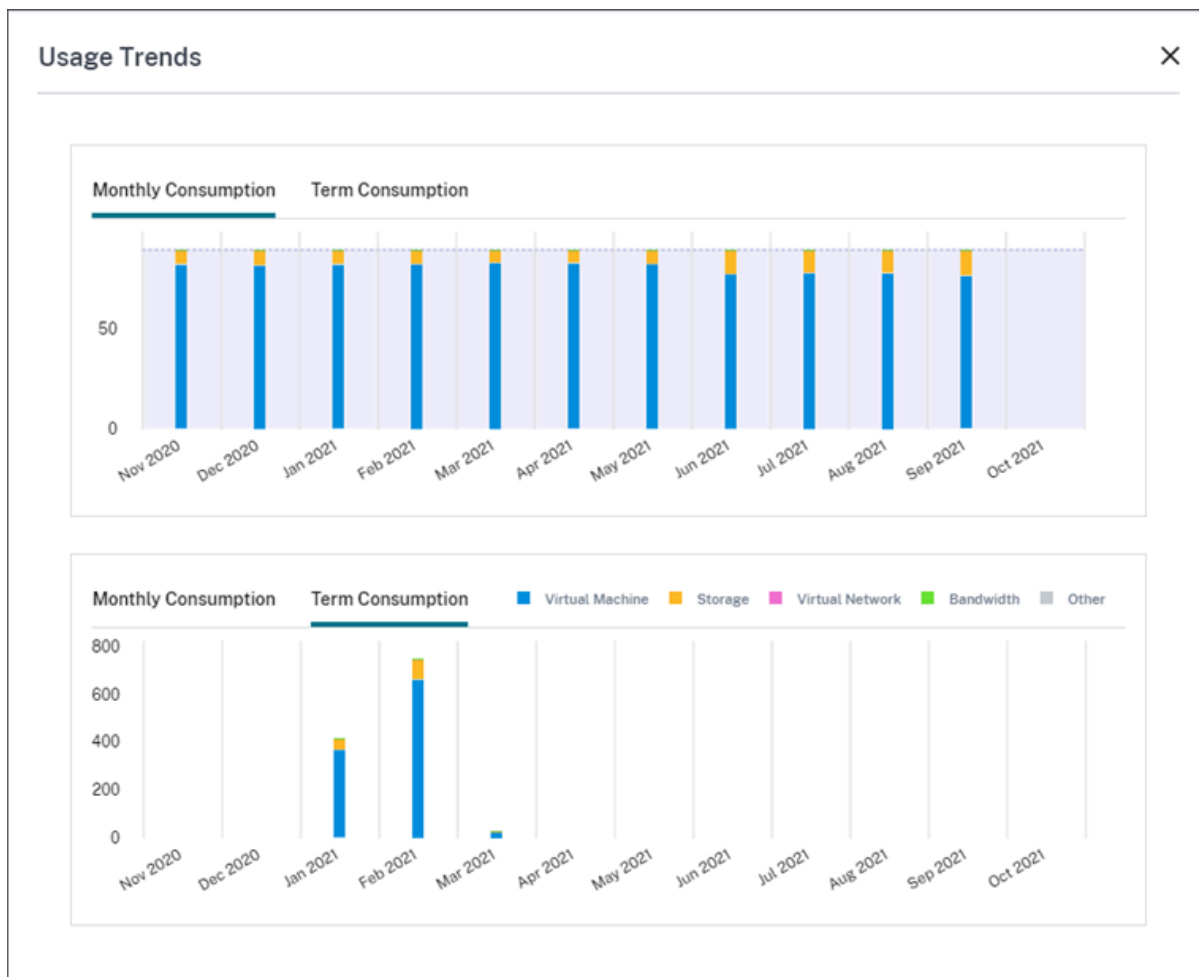 Usage Trends
Monthly Consumption Term Consumption
50
0
Nov 2020 Dec 2020 Jan 2021 Feb 2021 Mar 2021 Apr 2021 May 2021 Jun 2021 Jul 2021 Aug 2021 Sep 2021 Oct 2021
Monthly Consumption Term Consumption Virtual Machine Storage Virtual Network Bandwidth Other
800
600
400
200
0
Nov 2020 Dec 2020 Jan 2021 Feb 2021 Mar 2021 Apr 2021 May 2021 Jun 2021 Jul 2021 Aug 2021 Sep 2021 Oct 2021